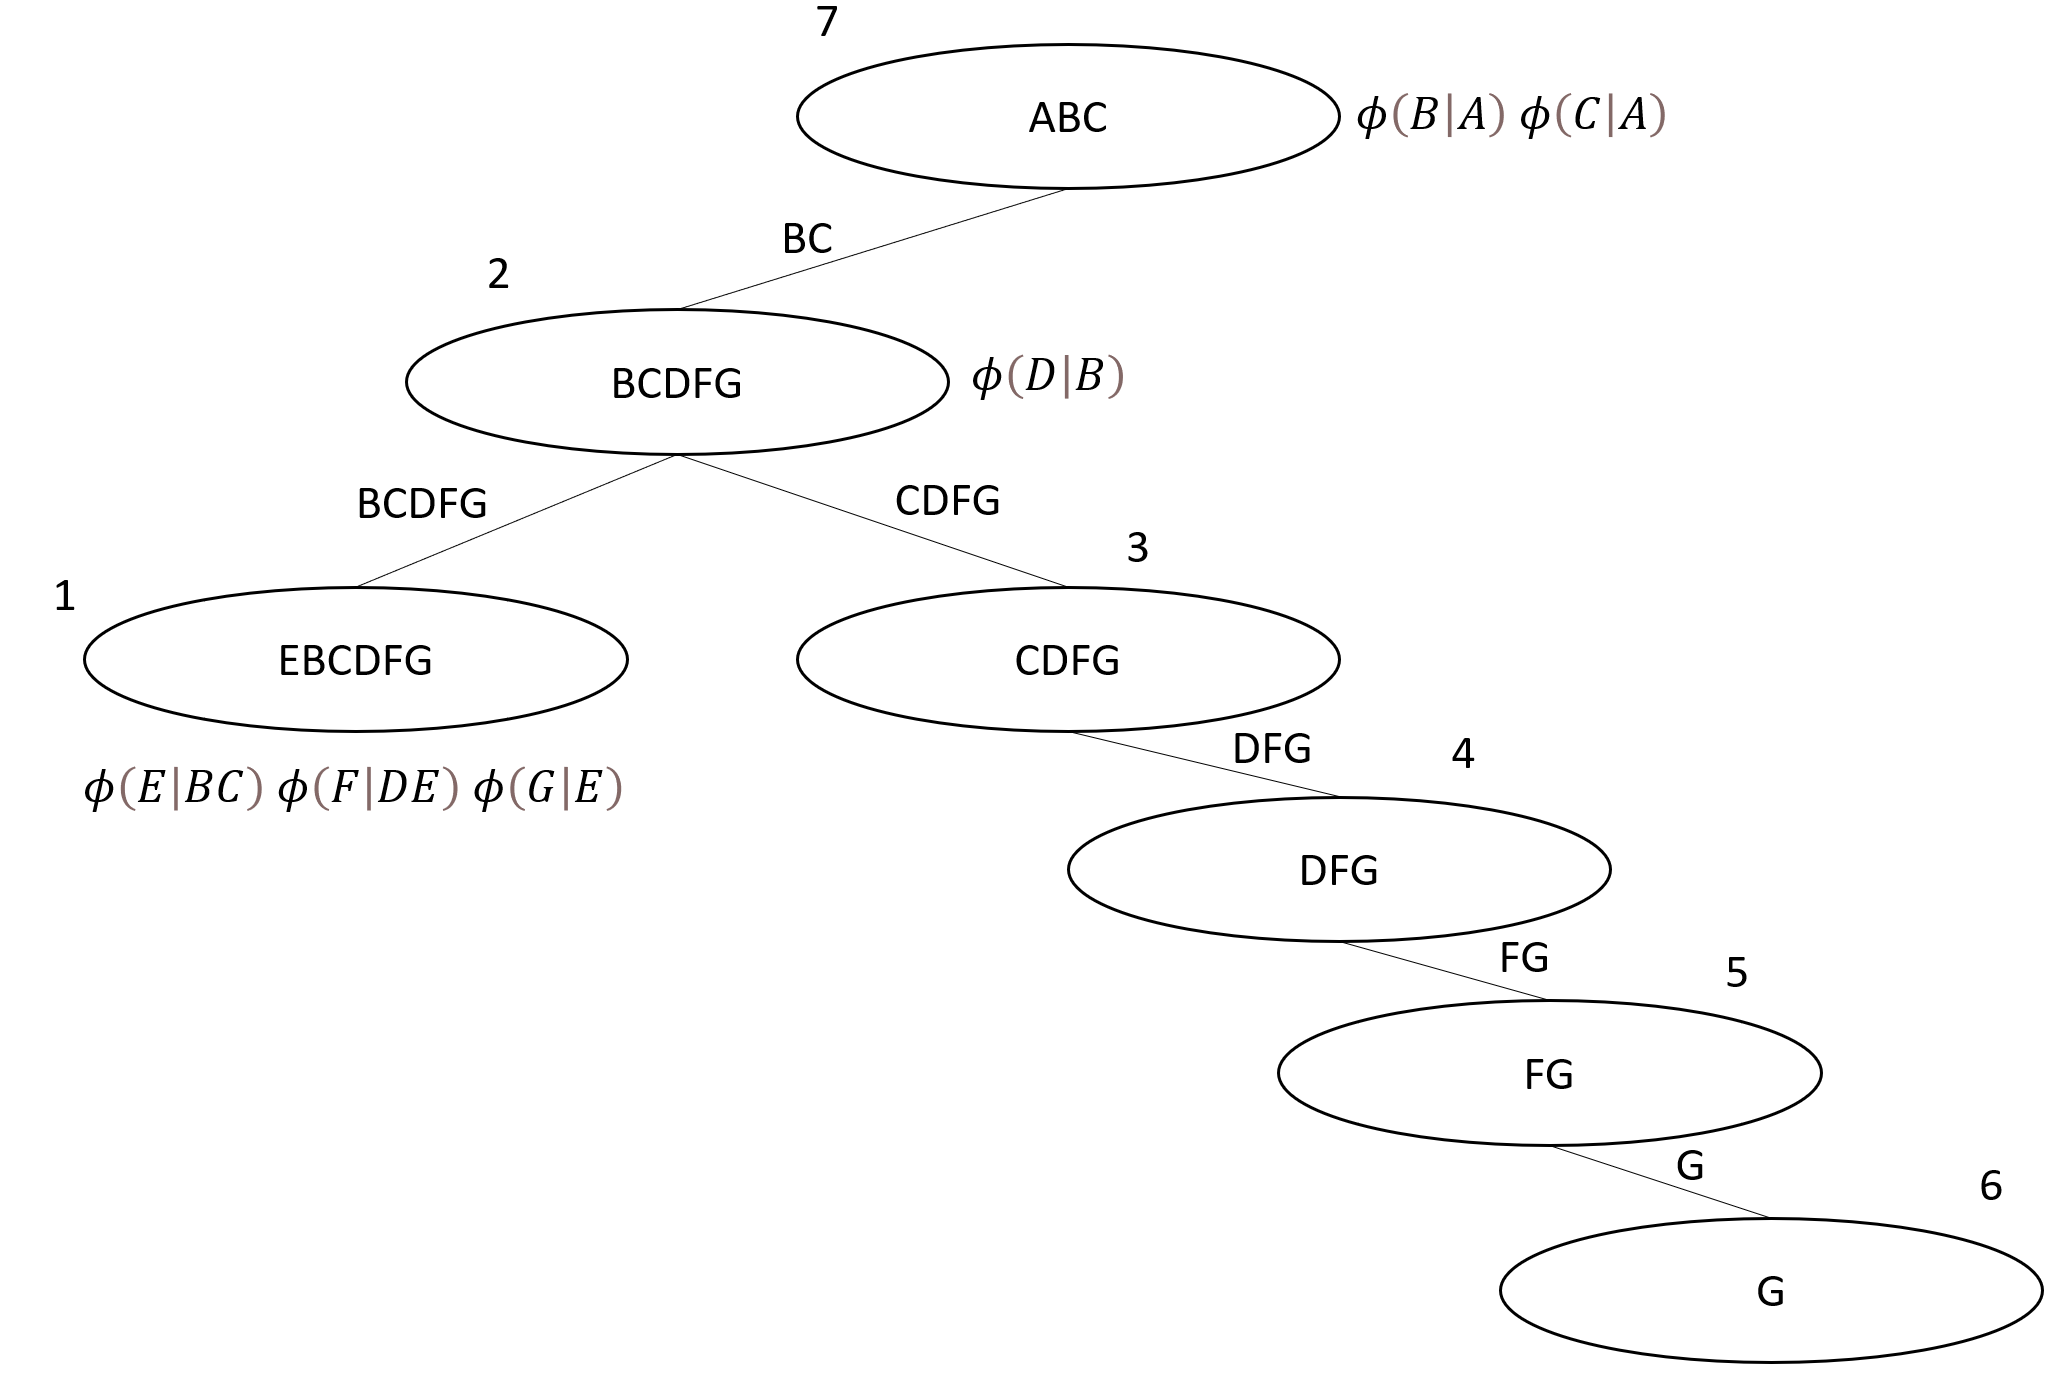 7
ABC
ϕ(B|A) ϕ(C|A)
BC
2
BCDFG
ϕ(D|B)
BCDFG
CDFG
3
1
EBCDFG
CDFG
DFG
4
ϕ(E|BC) ϕ(F|DE) ϕ(G|E)
DFG
FG
5
FG
G
6
G